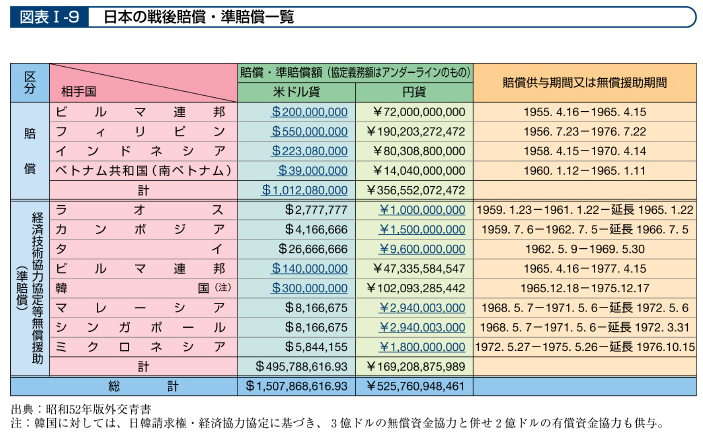 図表Ⅰ-9 日本の戦後賠償・準賠償一覧
区分 相手国 賠償・準賠償額(協定義務額はアンダーラインのもの) 賠償供与期間又は無償援助期間
米ドル貨 円貨
賠償
ビルマ連邦 $200,000,000 ¥72,000,000,000 1955. 4.16−1965. 4.15
フィリピン $550,000,000 ¥190,203,272,472 1956. 7.23−1976. 7.22
インドネシア $223,080,000 ¥80,308,800,000 1958. 4.15−1970. 4.14
ベトナム共和国(南ベトナム) $39,000,000 ¥14,040,000,000 1960. 1.12−1965. 1.11
計 $1,012,080,000 ¥356,552,072,472
経済技術協力協定等無償援助(準賠償)
ラオス $2,777,777 ¥1,000,000,000 1959. 1.23−1961. 1.22−延長 1965. 1.22
カンボジア $4,166,666 ¥1,500,000,000 1959. 7. 6−1962. 7. 5−延長 1966. 7. 5
タイ $26,666,666 ¥9,600,000,000 1962. 5. 9−1969. 5.30
ビルマ連邦 $140,000,000 ¥47,335,584,547 1965. 4.16−1977. 4.15
韓国(注) $300,000,000 ¥102,093,285,442 1965.12.18−1975.12.17
マレーシア $8,166,675 ¥2,940,003,000 1968. 5. 7−1971. 5. 6−延長 1972. 5. 6
シンガポール $8,166,675 ¥2,940,003,000 1968. 5. 7−1971. 5. 6−延長 1972. 3.31
ミクロネシア $5,844,155 ¥1,800,000,000 1972. 5.27−1975. 5.26−延長 1976.10.15
計 $495,788,616.93 ¥169,208,875,989
総計 $1,507,868,616.93 ¥525,760,948,461
出典：昭和52年版外交青書
注：韓国に対しては、日韓請求権・経済協力協定に基づき、３億ドルの無償資金協力と併せ２億ドルの有償資金協力も供与。